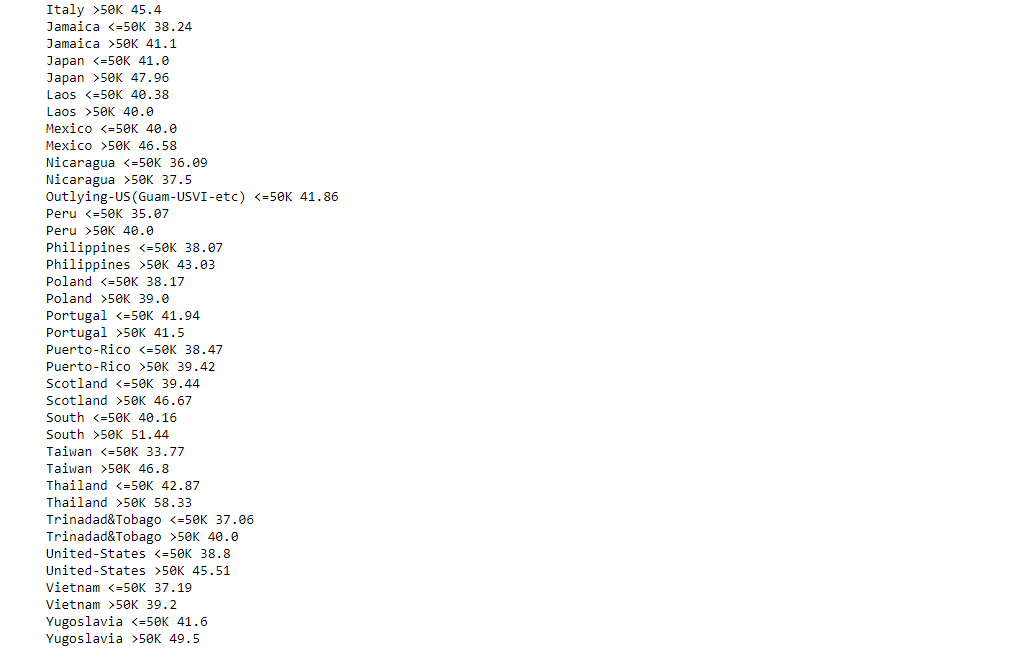 Italy >50K 45.4
Jamaica <=50K 38.24
Jamaica >50K 41.1
Japan <=50K 41.0
Japan >50K 47.96
Laos <=50K 40.38
Laos >50K 40.0
Mexico <=50K 40.0
Mexico >50K 46.58
Nicaragua <=50K 36.09
Nicaragua >50K 37.5
Outlying-US(Guam-USVI-etc) <=50K 41.86
Peru <=50K 35.07
Peru >50K 40.0
Philippines <=50K 38.07
Philippines >50K 43.03
Poland <=50K 38.17
Poland >50K 39.0
Portugal <=50K 41.94
Portugal >50K 41.5
Puerto-Rico <=50K 38.47
Puerto-Rico >50K 39.42
Scotland <=50K 39.44
Scotland >50K 46.67
South <=50K 40.16
South >50K 51.44
Taiwan <=50K 33.77
Taiwan >50K 46.8
Thailand <=50K 42.87
Thailand >50K 58.33
Trinadad&Tobago <=50K 37.06
Trinadad&Tobago >50K 40.0
United-States <=50K 38.8
United-States >50K 45.51
Vietnam <=50K 37.19
Vietnam >50K 39.2
Yugoslavia <=50K 41.6
Yugoslavia >50K 49.5